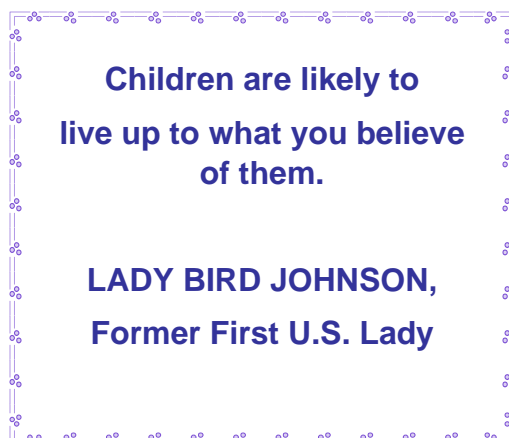 Children are likely to
live up to what you believe
of them.
LADY BIRD JOHNSON,
Former First U.S. Lady